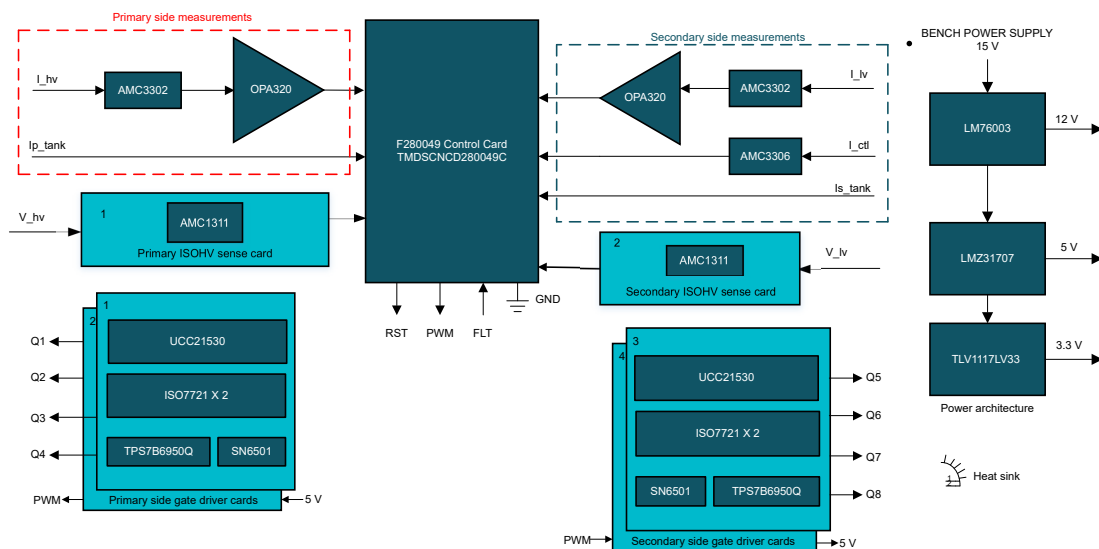 Primary side measurements
I_hv
AMC3302
OPA320
Ip_tank
V_hv
1
AMC1311
Primary ISOHV sense card
F280049 Control Card
TMDSCNCD280049C
RST
PWM
FLT
GND
Secondary side measurements
OPA320
AMC3302
I_lv
AMC3306
I_ctl
Is_tank
2
AMC1311
V_lv
Secondary ISOHV sense card
• BENCH POWER SUPPLY
15 V
LM76003
12 V
LMZ31707
5 V
TLV1117LV33
3.3 V
Power architecture
Heat sink
1
2
UCC21530
ISO7721 X 2
TPS7B6950Q
SN6501
Q1
Q2
Q3
Q4
PWM
Primary side gate driver cards
5 V
3
4
UCC21530
ISO7721 X 2
SN6501
TPS7B6950Q
Q5
Q6
Q7
Q8
PWM
Secondary side gate driver cards
5 V